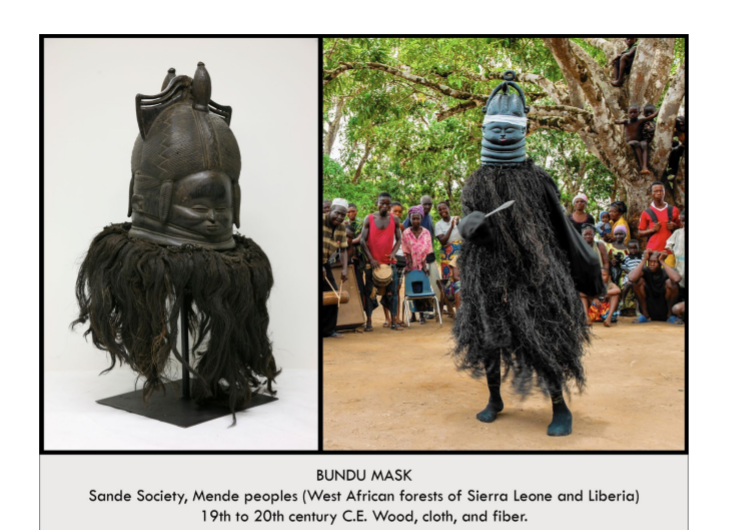 BUNDU MASK
Sande Society, Mende peoples (West African forests of Sierra Leone and Liberia)
19th to 20th century C.E. Wood, cloth, and fiber.